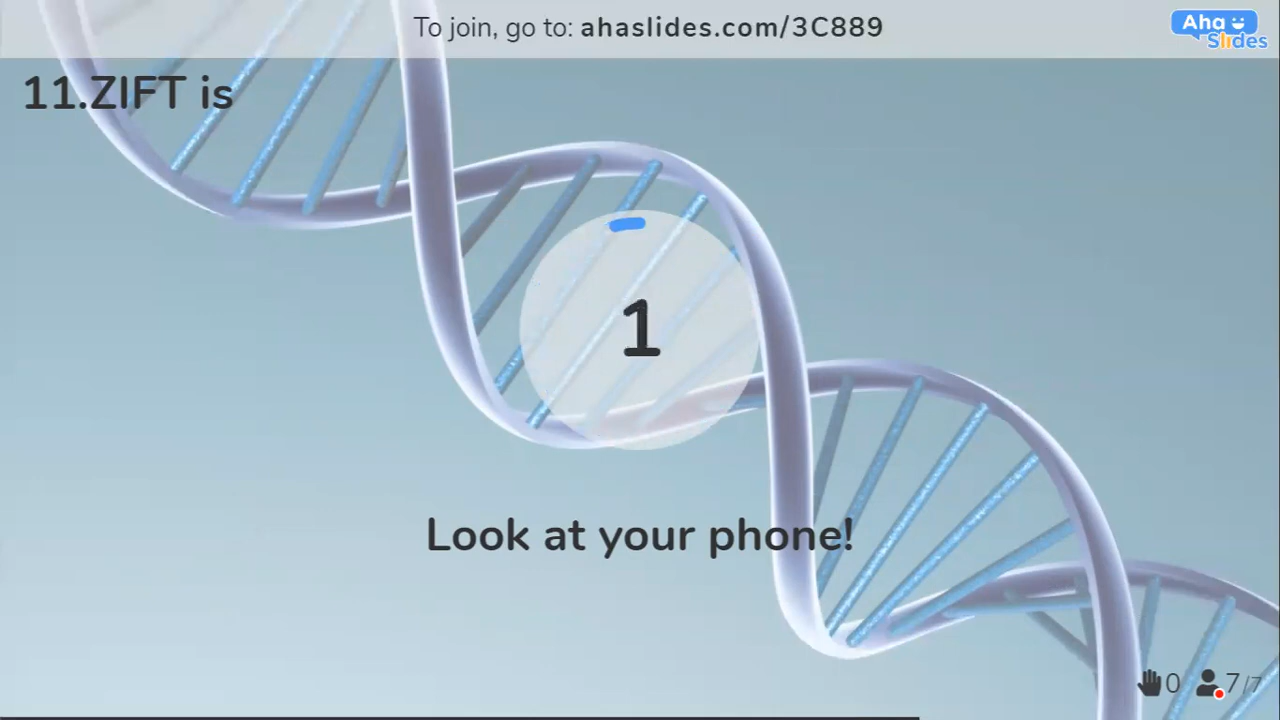 To join, go to: ahaslides.com/3C889
Aha
Slides
11.ZIFT is
1
Look at your phone!
0 7/7